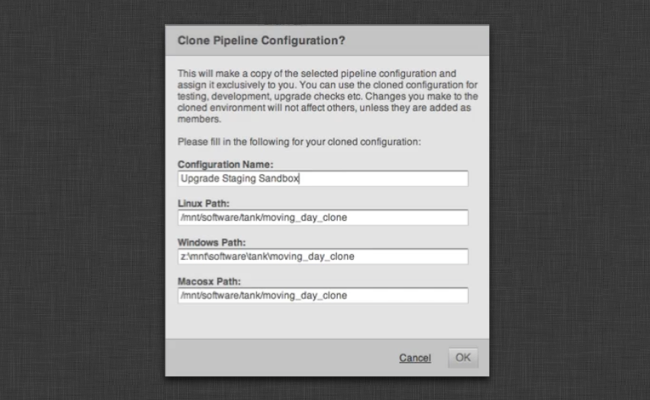 Clone Pipeline Configuration?
This will make a copy of the selected pipeline configuration and
assign it exclusively to you. You can use the cloned configuration for
testing, development, upgrade checks etc. Changes you make to the
cloned environment will not affect others, unless they are added as
members.
Please fill in the following for your cloned configuration:
Configuration Name:
Upgrade Staging Sandbox
Linux Path:
/mnt/software/tank/moving_day_clone
Windows Path:
z:\mnt\software\tank\moving_day_clone
Macosx Path:
/mnt/software/tank/moving_day_clone
Cancel OK